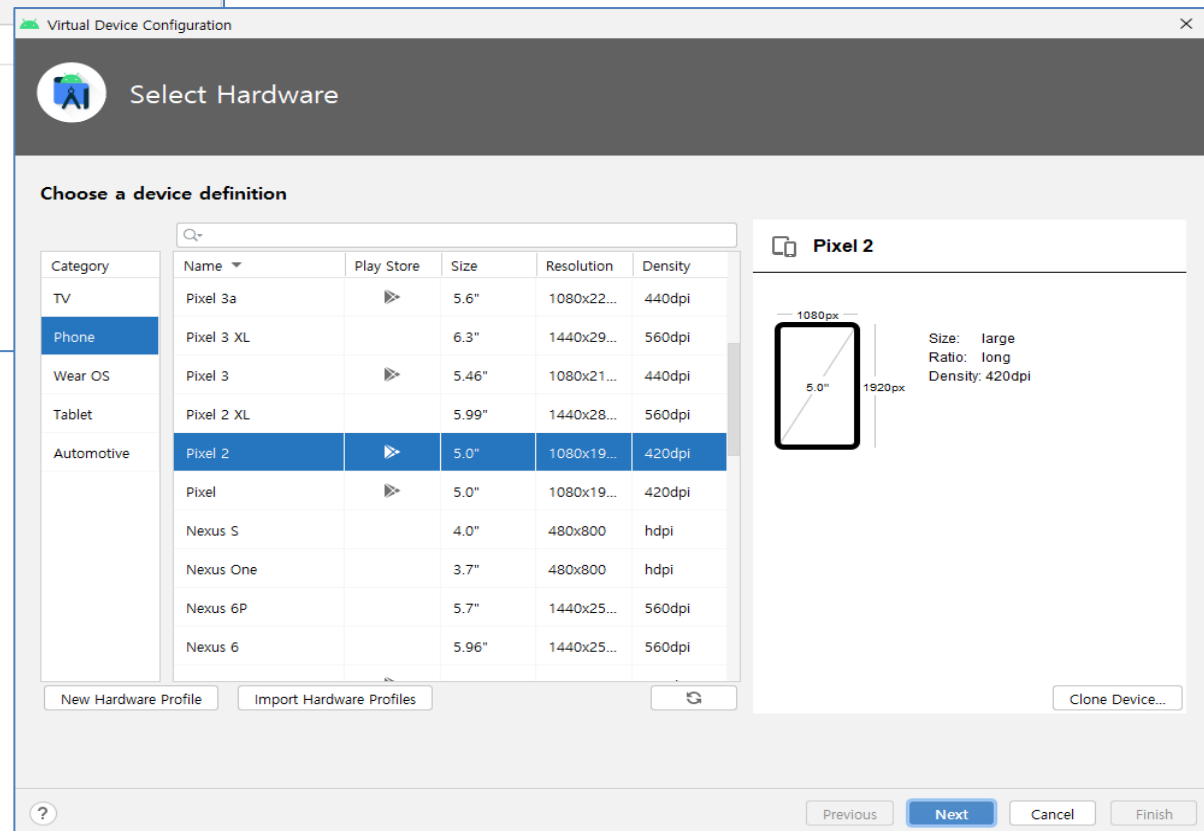 Virtual Device Configuration
Select Hardware
Choose a device definition
Category
TV
Phone
Wear OS
Tablet
Automotive
Name Play Store Size Resolution Density
Pixel 3a 5.6" 1080x22... 440dpi
Pixel 3 XL 6.3" 1440x29... 560dpi
Pixel 3 5.46" 1080x21... 440dpi
Pixel 2 XL 5.99" 1440x28... 560dpi
Pixel 2 5.0" 1080x19... 420dpi
Pixel 5.0" 1080x19... 420dpi
Nexus S 4.0" 480x800 hdpi
Nexus One 3.7" 480x800 hdpi
Nexus 6P 5.7" 1440x25... 560dpi
Nexus 6 5.96" 1440x25... 560dpi
New Hardware Profile Import Hardware Profiles
Pixel 2
1080px
5.0" 1920px
Size: large
Ratio: long
Density: 420dpi
Clone Device...
? Previous Next Cancel Finish